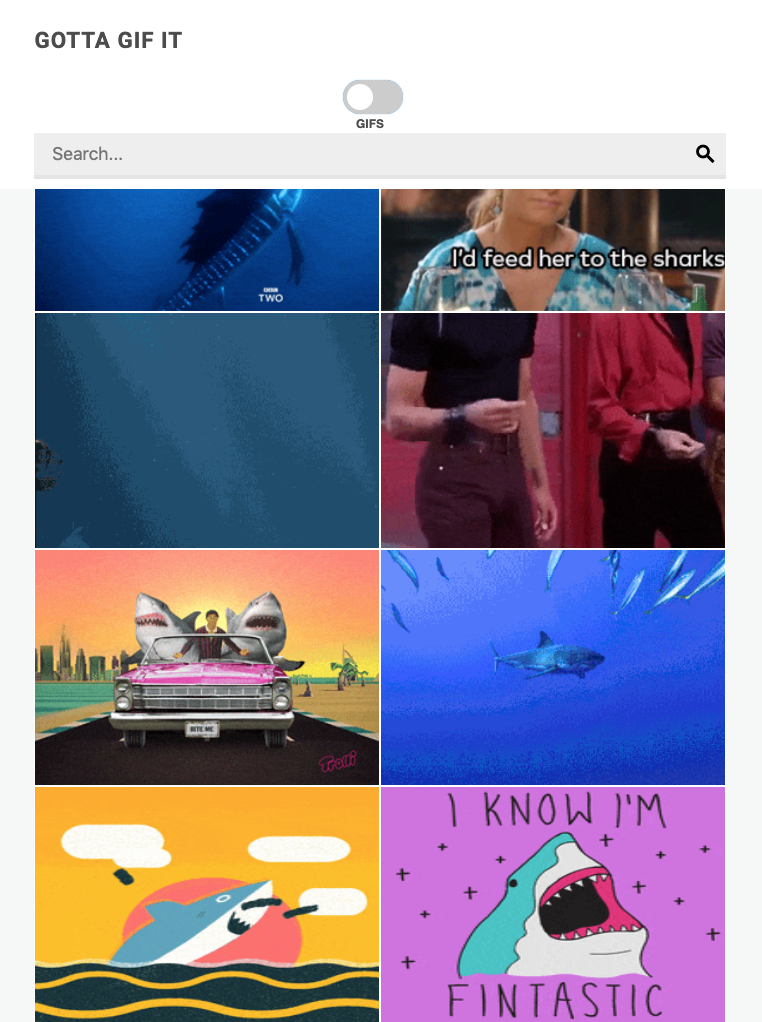 GOTTA GIF IT
GIFS
Search...
BBC
TWO
I'd feed her to the sharks
BITE ME
Trolli
I KNOW I'M
FINTASTIC